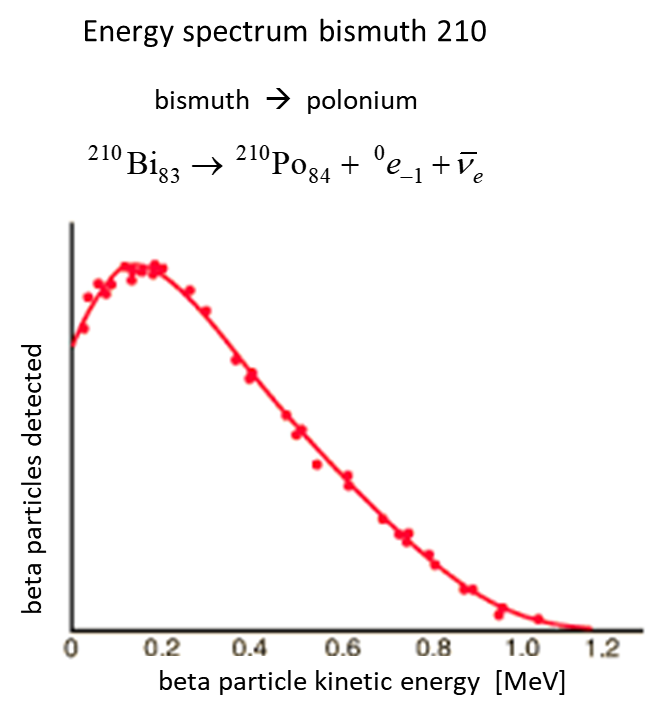 Energy spectrum bismuth 210
bismuth → polonium
²¹⁰Bi₈₃ → ²¹⁰Po₈₄ + ⁰e₋₁ + ν̅ₑ
beta particles detected
0 0.2 0.4 0.6 0.8 1.0 1.2
beta particle kinetic energy [MeV]